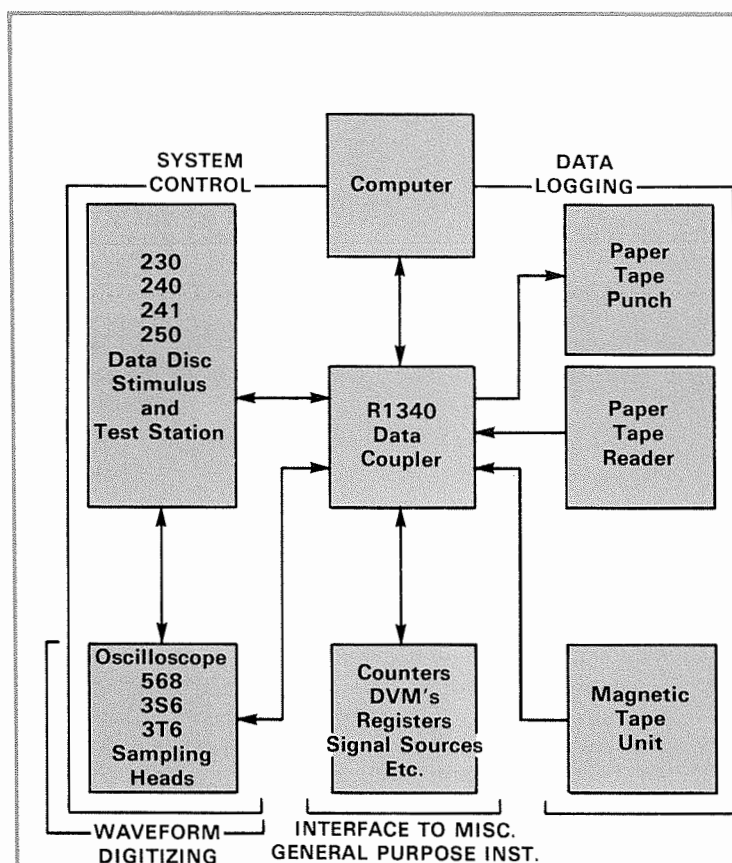 SYSTEM
CONTROL
Computer
DATA
LOGGING
230
240
241
250
Data Disc
Stimulus
and
Test Station
R1340
Data
Coupler
Paper
Tape
Punch
Paper
Tape
Reader
Oscilloscope
568
3S6
3T6
Sampling
Heads
Counters
DVM's
Registers
Signal Sources
Etc.
Magnetic
Tape
Unit
WAVEFORM
DIGITIZING
INTERFACE TO MISC.
GENERAL PURPOSE INST.